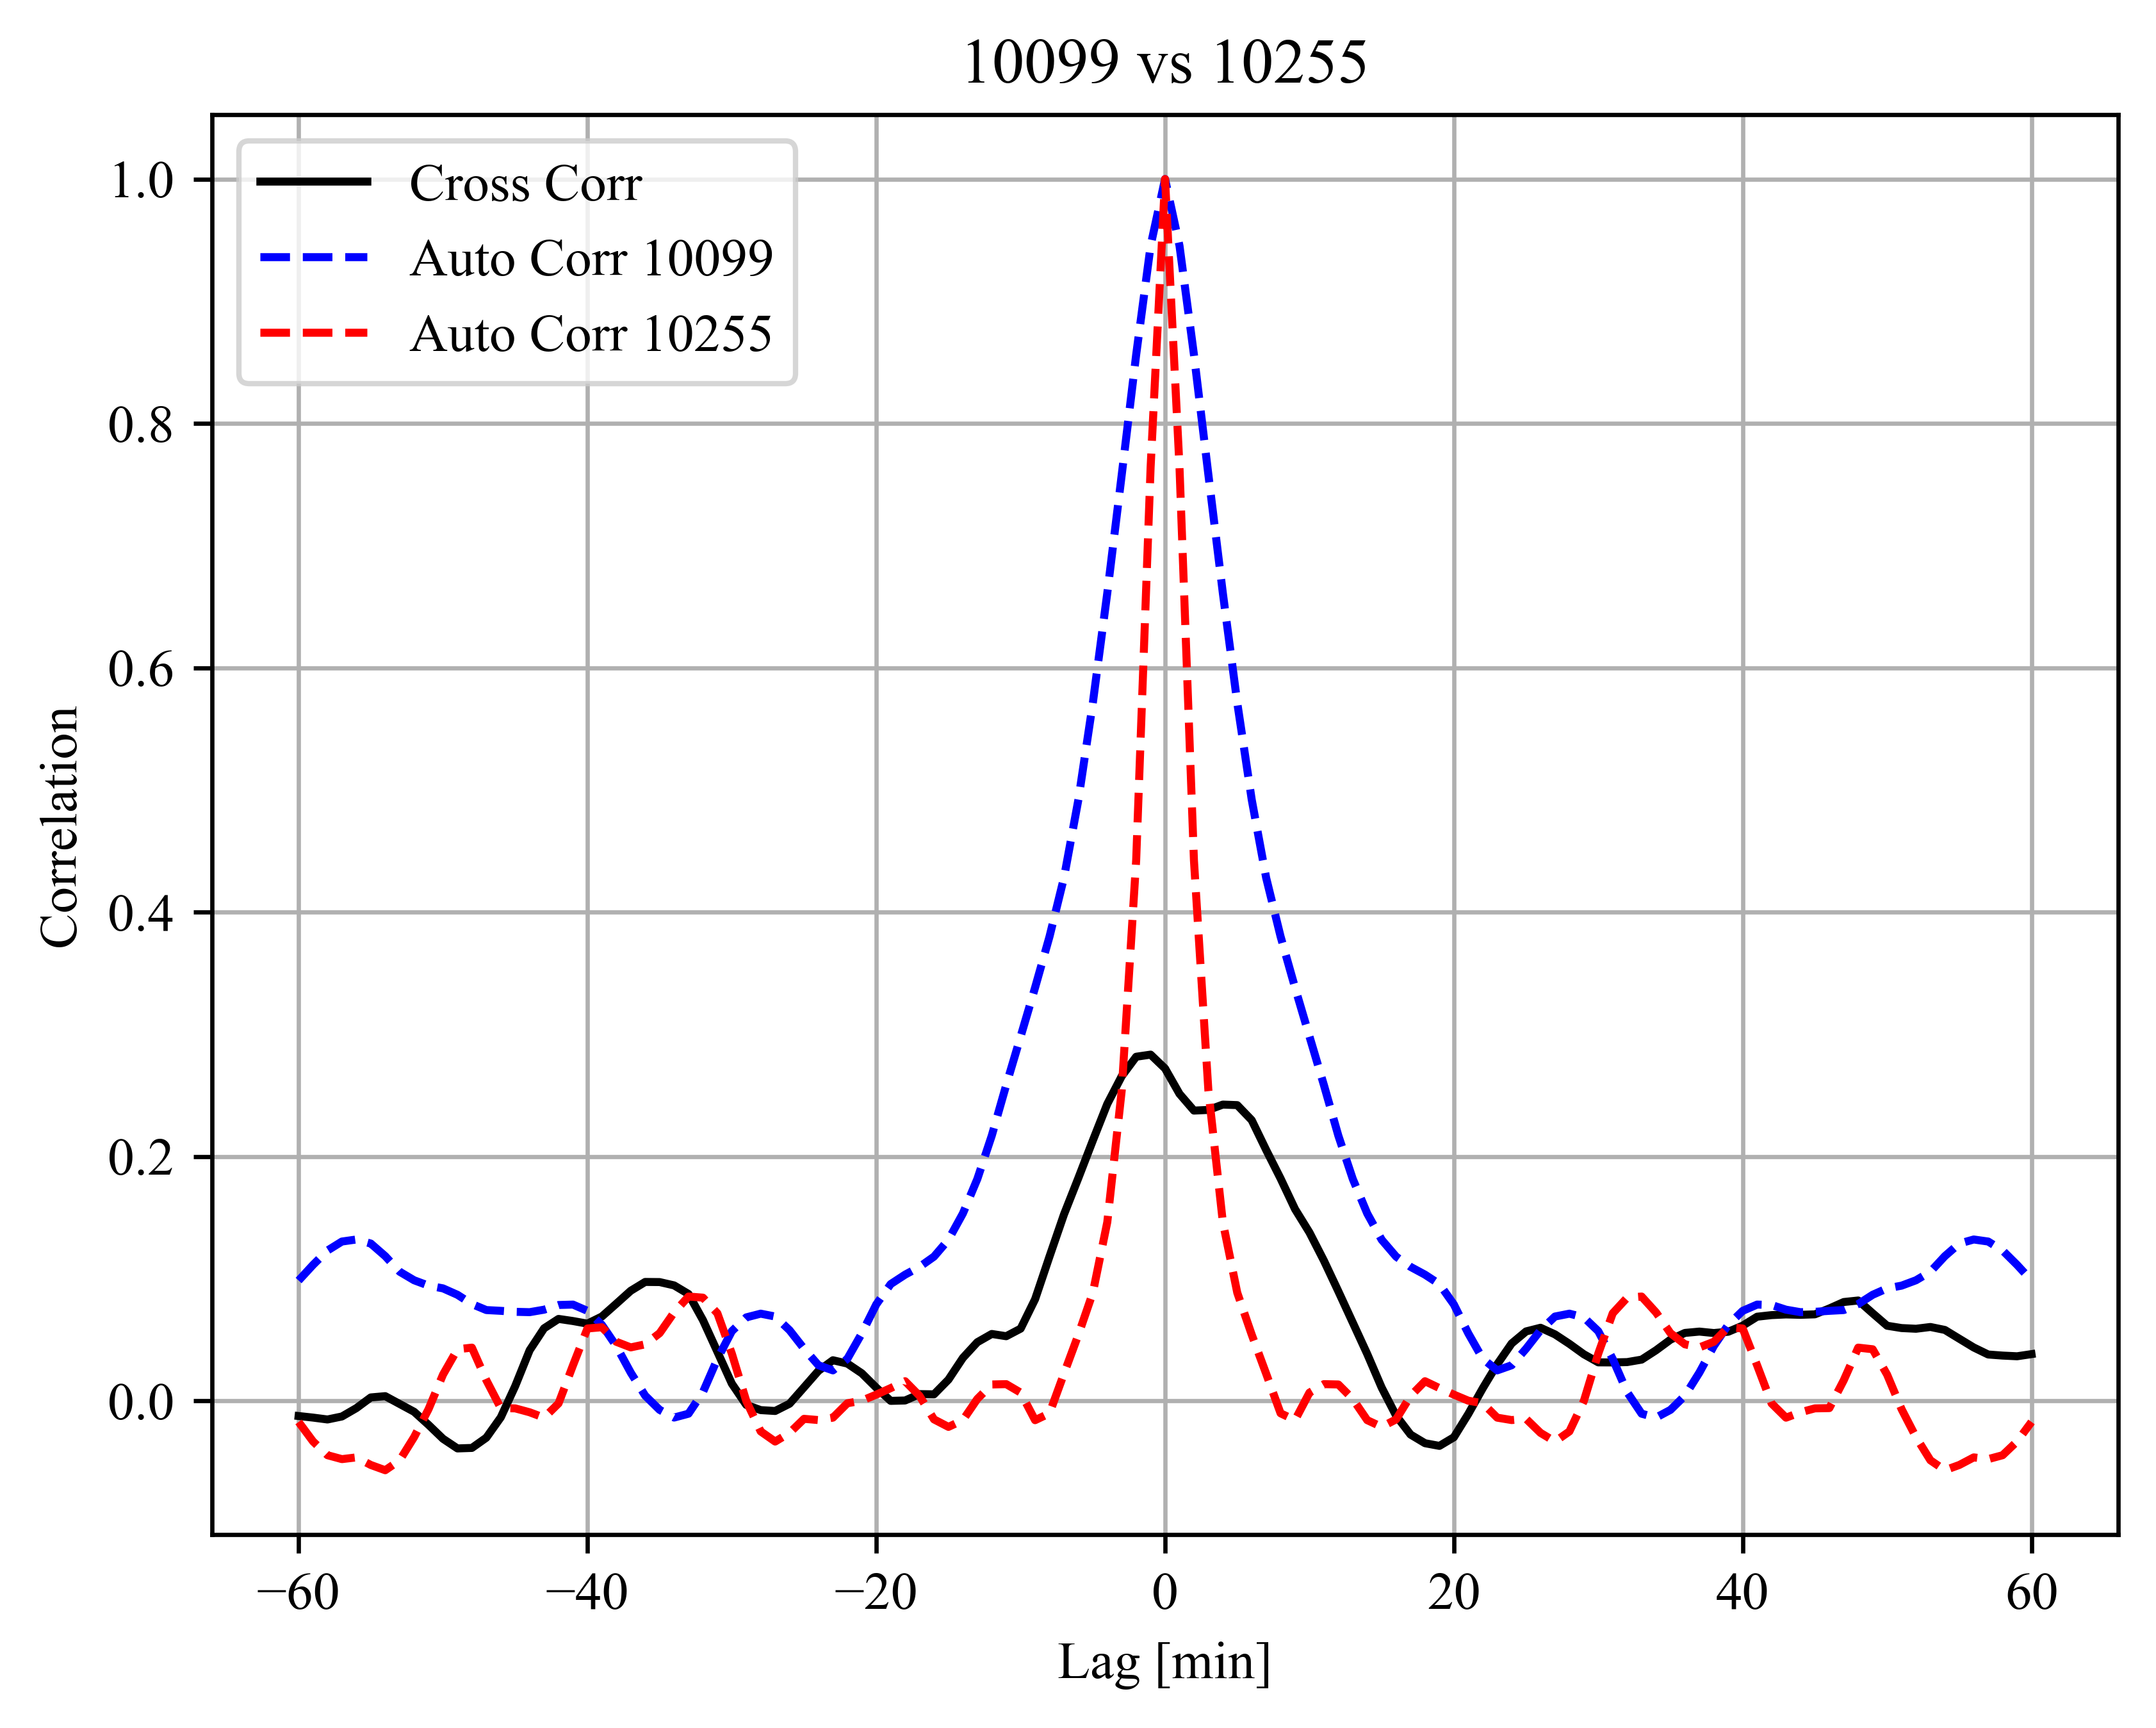 10099 vs 10255
Cross Corr
Auto Corr 10099
Auto Corr 10255
1.0
0.8
0.6
0.4
0.2
0.0
Correlation
−60 −40 −20 0 20 40 60
Lag [min]